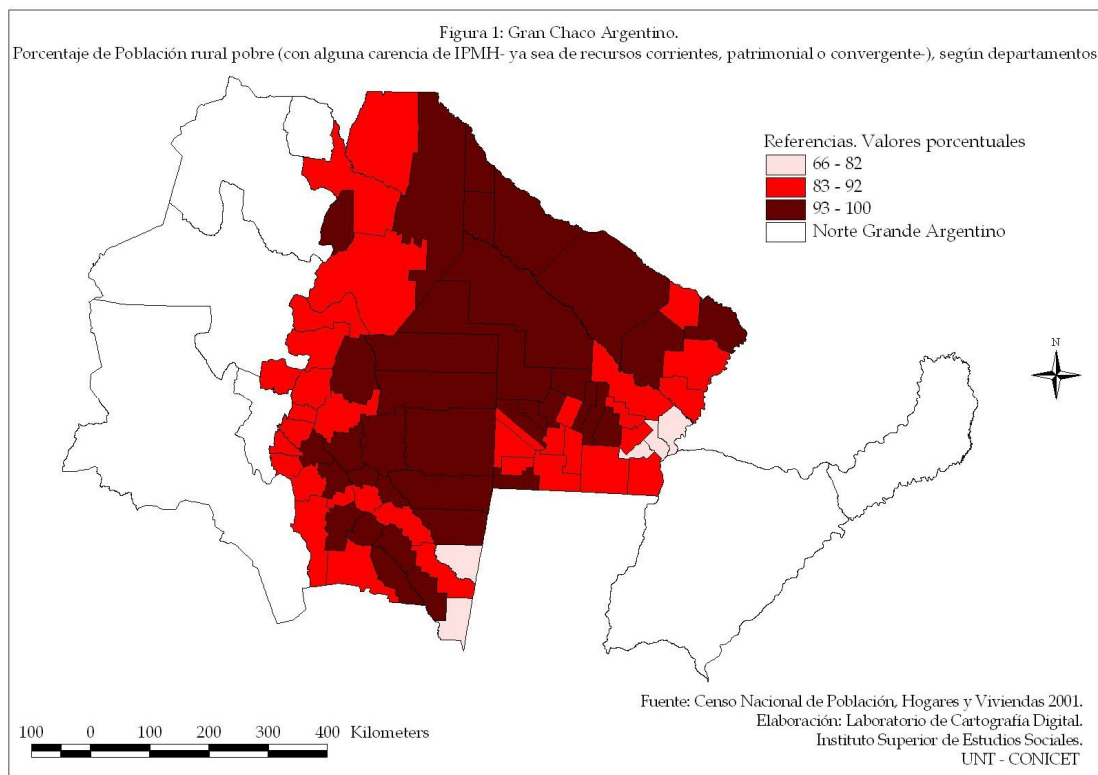 Figura 1: Gran Chaco Argentino.
Porcentaje de Población rural pobre (con alguna carencia de IPMH- ya sea de recursos corrientes, patrimonial o convergente-), según departamentos
Referencias. Valores porcentuales
66 - 82
83 - 92
93 - 100
Norte Grande Argentino
N
Fuente: Censo Nacional de Población, Hogares y Viviendas 2001.
Elaboración: Laboratorio de Cartografía Digital.
Instituto Superior de Estudios Sociales.
UNT - CONICET
100 0 100 200 300 400 Kilometers